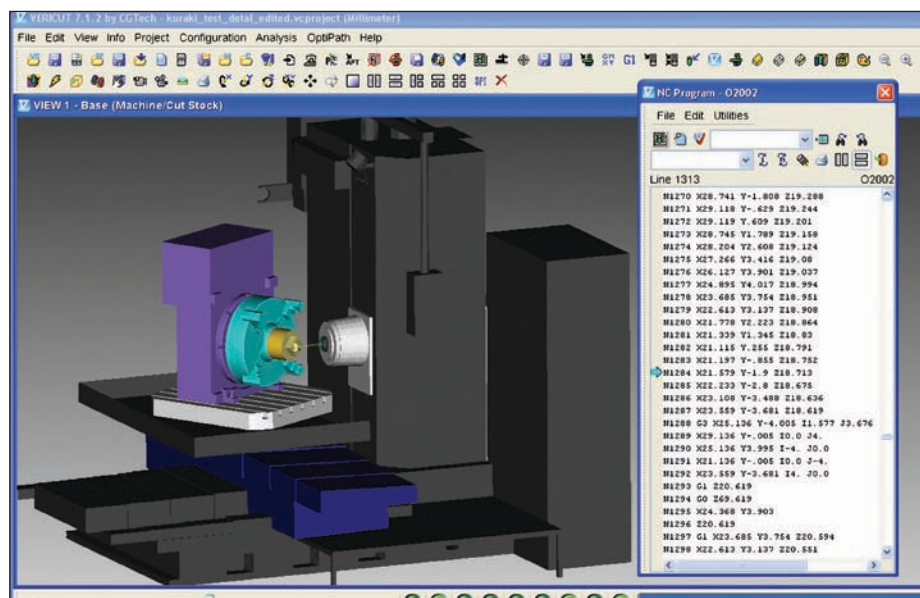 VERICUT 7.1.2 by CGTech - kuraki_test_detal_edited.vcproject (Millimeter)
File Edit View Info Project Configuration Analysis OptiPath Help
G1
VIEW 1 - Base (Machine/Cut Stock)
NC Program - O2002
File Edit Utilities
Line 1313 O2002
N1270 X28.741 Y-1.808 Z19.288
N1271 X29.118 Y-.629 Z19.244
N1272 X29.119 Y.609 Z19.201
N1273 X28.745 Y1.789 Z19.158
N1274 X28.204 Y2.608 Z19.124
N1275 X27.266 Y3.416 Z19.08
N1276 X26.127 Y3.901 Z19.037
N1277 X24.895 Y4.017 Z18.994
N1278 X23.685 Y3.754 Z18.951
N1279 X22.613 Y3.137 Z18.908
N1280 X21.778 Y2.223 Z18.864
N1281 X21.339 Y1.345 Z18.83
N1282 X21.115 Y.255 Z18.791
N1283 X21.197 Y-.855 Z18.752
N1284 X21.579 Y-1.9 Z18.713
N1285 X22.233 Y-2.8 Z18.675
N1286 X23.108 Y-3.488 Z18.636
N1287 X23.559 Y-3.681 Z18.619
N1288 G3 X25.136 Y-4.005 I1.577 J3.676
N1289 X29.136 Y-.005 I0.0 J4.
N1290 X25.136 Y3.995 I-4. J0.0
N1291 X21.136 Y-.005 I0.0 J-4.
N1292 X23.559 Y-3.681 I4. J0.0
N1293 G1 Z20.619
N1294 G0 Z69.619
N1295 X24.368 Y3.903
N1296 Z20.619
N1297 G1 X23.685 Y3.754 Z20.594
N1298 X22.613 Y3.137 Z20.551